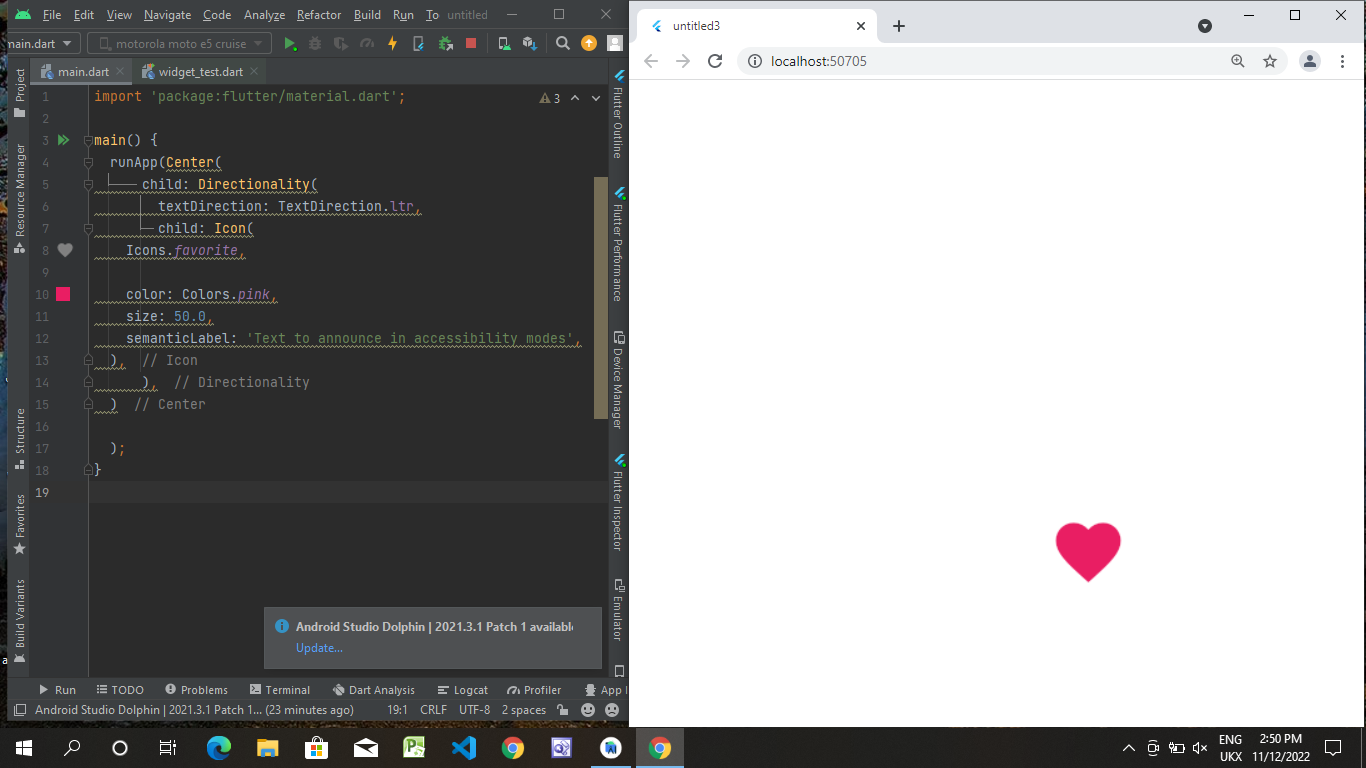 File Edit View Navigate Code Analyze Refactor Build Run To untitled
main.dart motorola moto e5 cruise
main.dart widget_test.dart
Project
Resource Manager
Structure
Favorites
Build Variants
1 import 'package:flutter/material.dart';
2
3 main() {
4 runApp(Center(
5 child: Directionality(
6 textDirection: TextDirection.ltr,
7 child: Icon(
8 Icons.favorite,
9
10 color: Colors.pink,
11 size: 50.0,
12 semanticLabel: 'Text to announce in accessibility modes',
13 ), // Icon
14 ), // Directionality
15 ) // Center
16
17 );
18 }
19
3
Flutter Outline
Flutter Performance
Device Manager
Flutter Inspector
Emulator
Android Studio Dolphin | 2021.3.1 Patch 1 available
Update...
Run TODO Problems Terminal Dart Analysis Logcat Profiler App I
Android Studio Dolphin | 2021.3.1 Patch 1... (23 minutes ago) 19:1 CRLF UTF-8 2 spaces
untitled3
localhost:50705
ENG
UKX
2:50 PM
11/12/2022